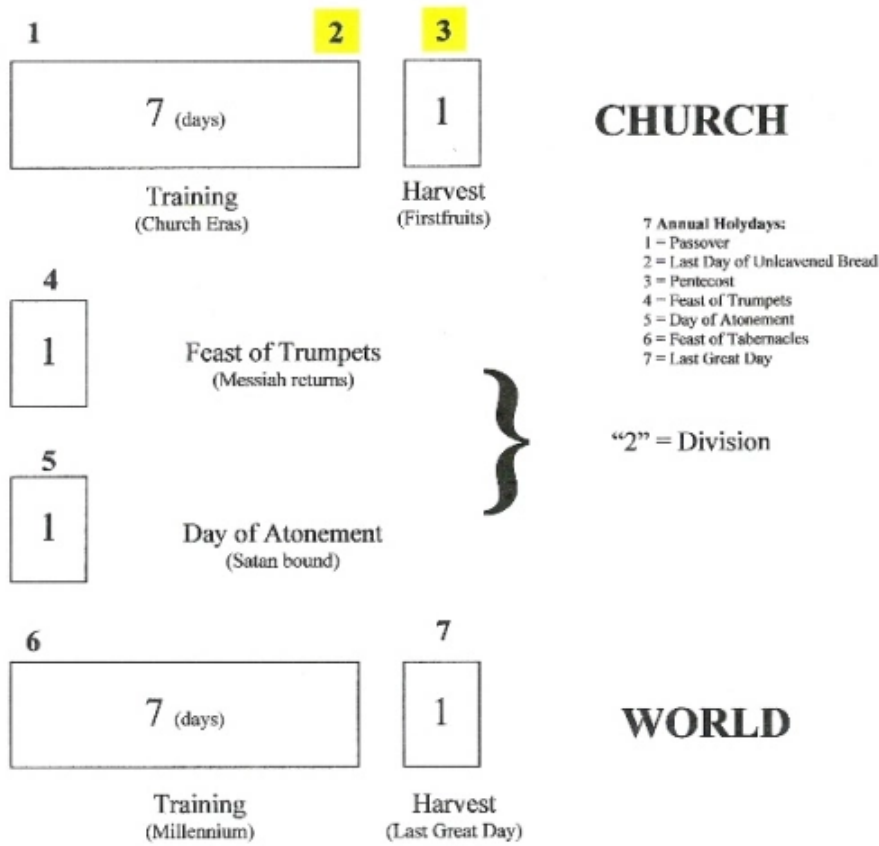 1 2 3
7 (days) 1 CHURCH
Training
(Church Eras)
Harvest
(Firstfruits)
7 Annual Holydays:
1 = Passover
2 = Last Day of Unleavened Bread
3 = Pentecost
4 = Feast of Trumpets
5 = Day of Atonement
6 = Feast of Tabernacles
7 = Last Great Day
4
1
Feast of Trumpets
(Messiah returns)
}
“2” = Division
5
1
Day of Atonement
(Satan bound)
6 7
7 (days) 1 WORLD
Training
(Millennium)
Harvest
(Last Great Day)